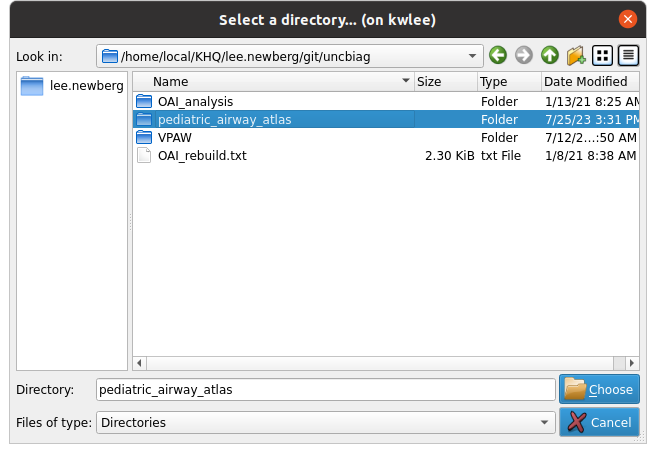 Select a directory... (on kwlee)
Look in: /home/local/KHQ/lee.newberg/git/uncbiag
lee.newberg
Name Size Type Date Modified
OAI_analysis Folder 1/13/21 8:25 AM
pediatric_airway_atlas Folder 7/25/23 3:31 PM
VPAW Folder 7/12/2...:50 AM
OAI_rebuild.txt 2.30 KiB txt File 1/8/21 8:38 AM
Directory: pediatric_airway_atlas Choose
Files of type: Directories Cancel